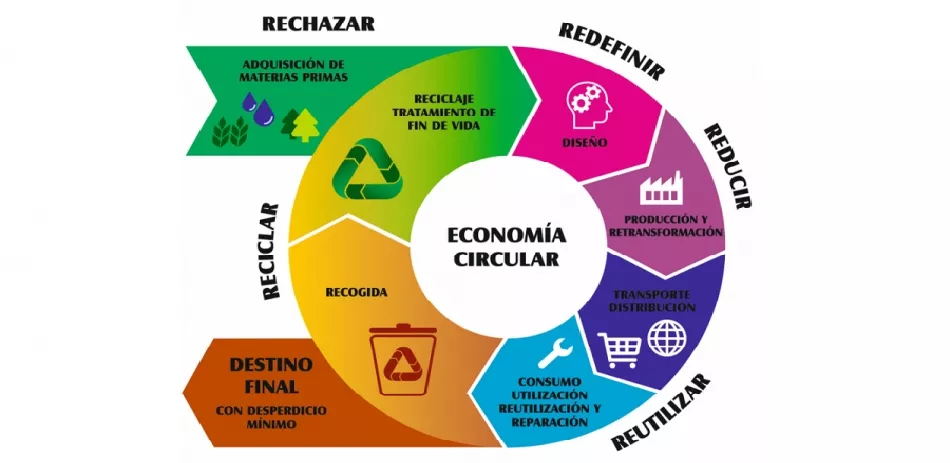 RECHAZAR
ADQUISICIÓN DE
MATERIAS PRIMAS
RECICLAJE
TRATAMIENTO DE
FIN DE VIDA
REDEFINIR
DISEÑO
REDUCIR
PRODUCCIÓN Y
RETRANSFORMACIÓN
TRANSPORTE
DISTRIBUCIÓN
REUTILIZAR
CONSUMO
UTILIZACIÓN
REUTILIZACIÓN Y
REPARACIÓN
RECICLAR
RECOGIDA
DESTINO
FINAL
CON DESPERDICIO
MÍNIMO
ECONOMÍA
CIRCULAR